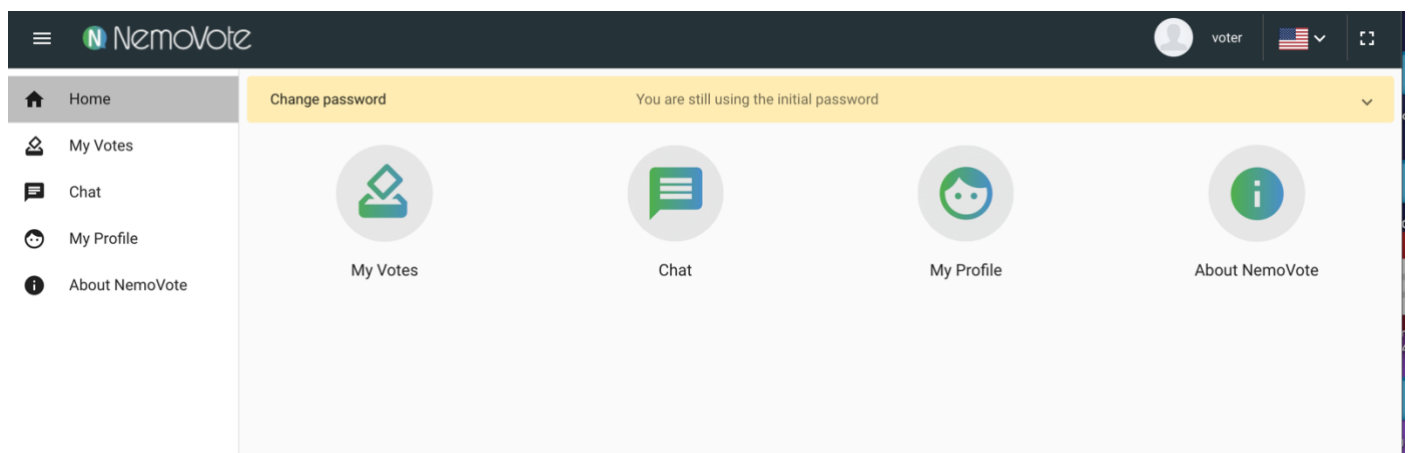 NemoVote
voter
Home
My Votes
Chat
My Profile
About NemoVote
Change password You are still using the initial password
My Votes Chat My Profile About NemoVote